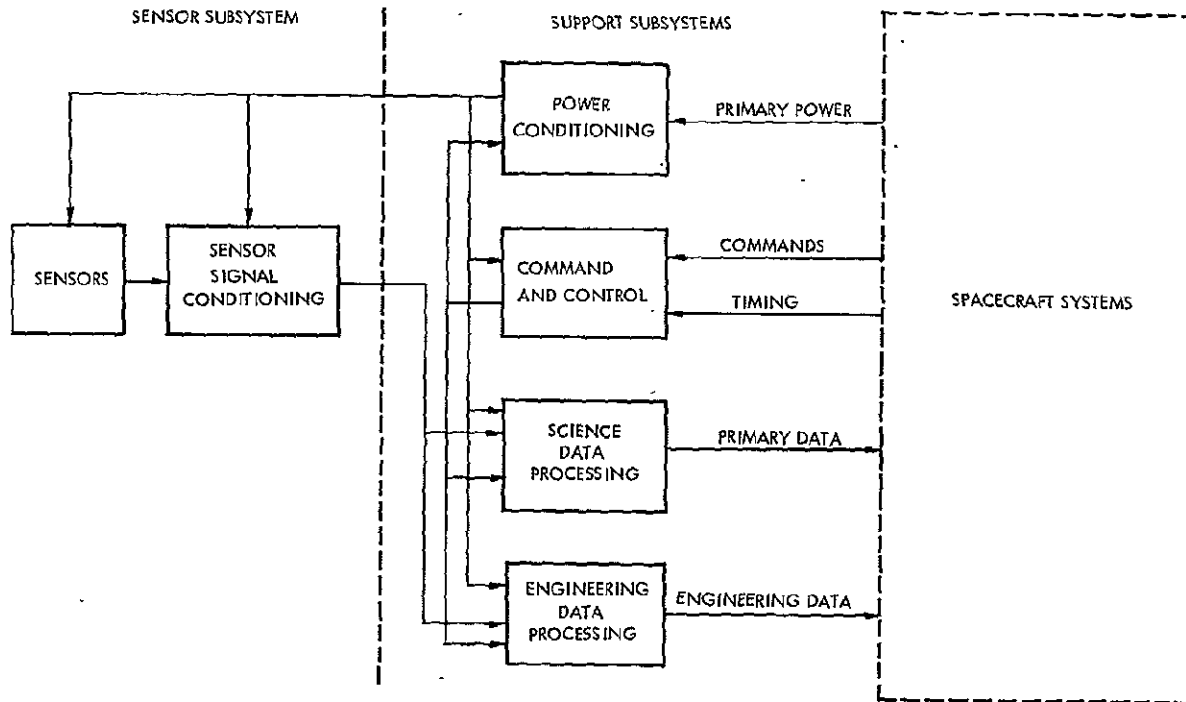 SENSOR SUBSYSTEM
SUPPORT SUBSYSTEMS
POWER
CONDITIONING
PRIMARY POWER
SENSORS
SENSOR
SIGNAL
CONDITIONING
COMMAND
AND CONTROL
COMMANDS
TIMING
SPACECRAFT SYSTEMS
SCIENCE
DATA
PROCESSING
PRIMARY DATA
ENGINEERING
DATA
PROCESSING
ENGINEERING DATA